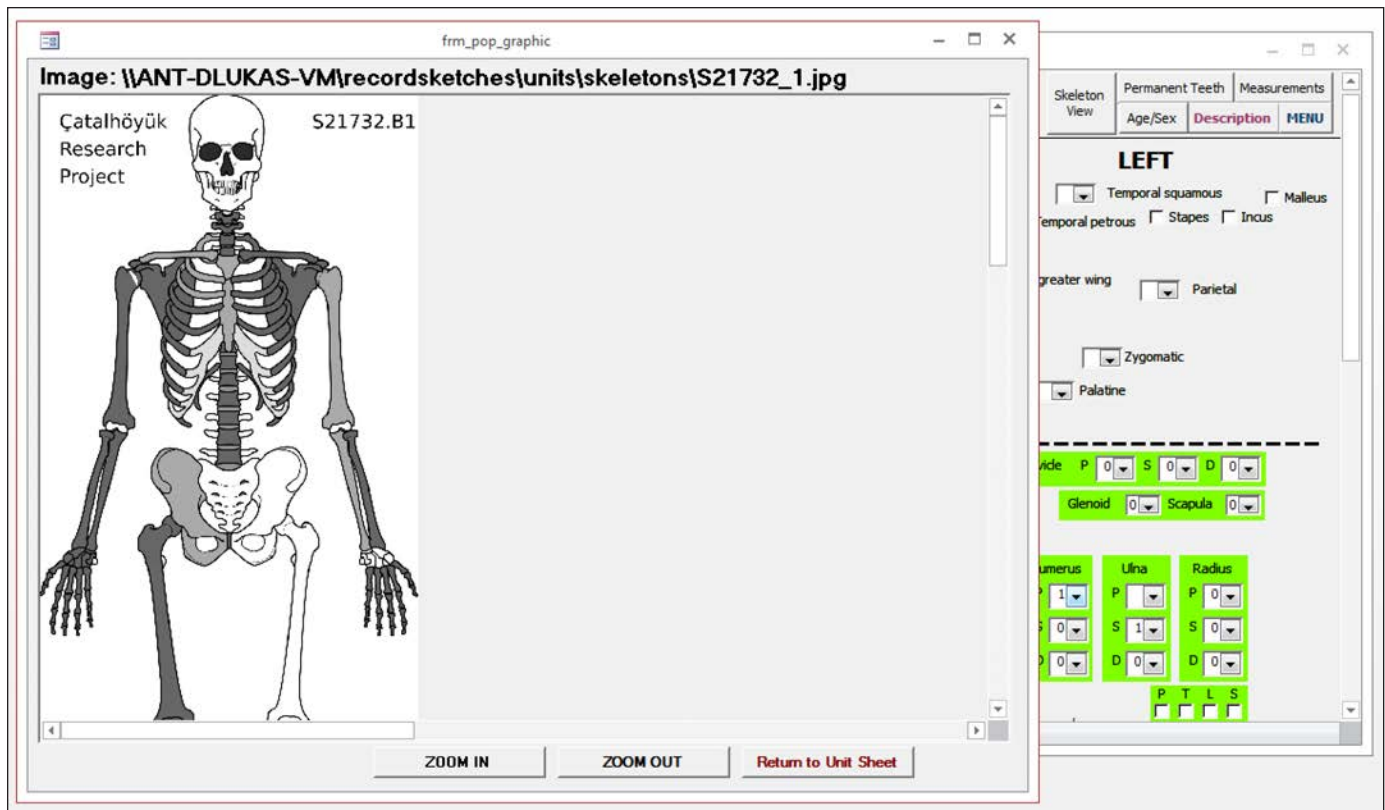 frm_pop_graphic
Image: \\ANT-DLUKAS-VM\recordsketches\units\skeletons\S21732_1.jpg
Çatalhöyük
Research
Project
S21732.B1
ZOOM IN
ZOOM OUT
Return to Unit Sheet
Skeleton
View
Permanent Teeth
Measurements
Age/Sex
Description
MENU
LEFT
Temporal squamous
Malleus
Temporal petrous
Stapes
Incus
greater wing
Parietal
Zygomatic
Palatine
P 0 S 0 D 0
Glenoid 0 Scapula 0
Ulna Radius
1 P P 0
0 S 1 S 0
0 D 0 D 0
P T L S